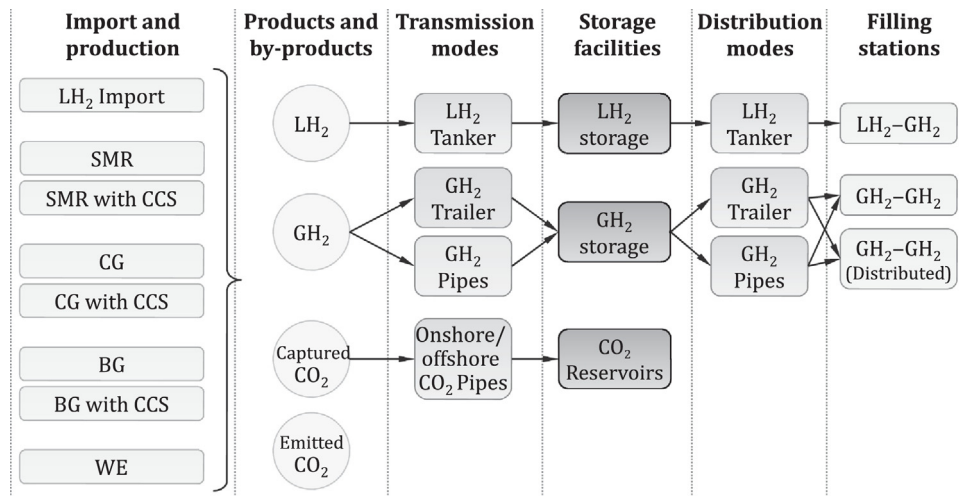 Import and
production
Products and
by-products
Transmission
modes
Storage
facilities
Distribution
modes
Filling
stations
LH₂ Import
SMR
SMR with CCS
CG
CG with CCS
BG
BG with CCS
WE
LH₂
GH₂
Captured
CO₂
Emitted
CO₂
LH₂
Tanker
GH₂
Trailer
GH₂
Pipes
Onshore/
offshore
CO₂ Pipes
LH₂
storage
GH₂
storage
CO₂
Reservoirs
LH₂
Tanker
GH₂
Trailer
GH₂
Pipes
LH₂–GH₂
GH₂–GH₂
GH₂–GH₂
(Distributed)